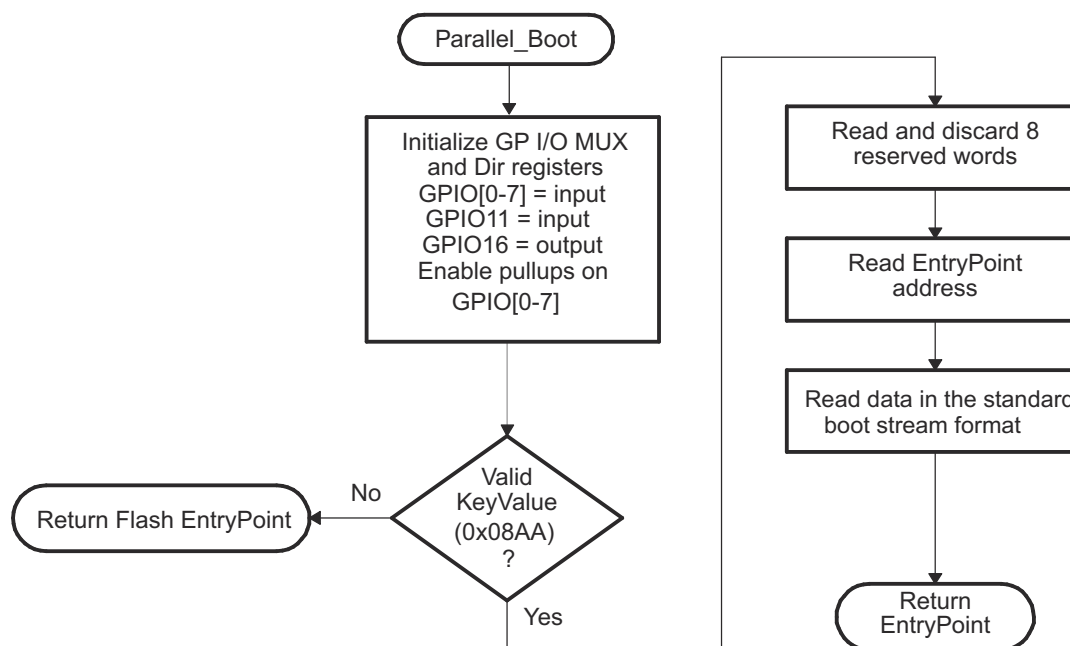 Parallel_Boot
Initialize GP I/O MUX
and Dir registers
GPIO[0-7] = input
GPIO11 = input
GPIO16 = output
Enable pullups on
GPIO[0-7]
Valid
KeyValue
(0x08AA)
?
No
Return Flash EntryPoint
Yes
Read and discard 8
reserved words
Read EntryPoint
address
Read data in the standard
boot stream format
Return
EntryPoint